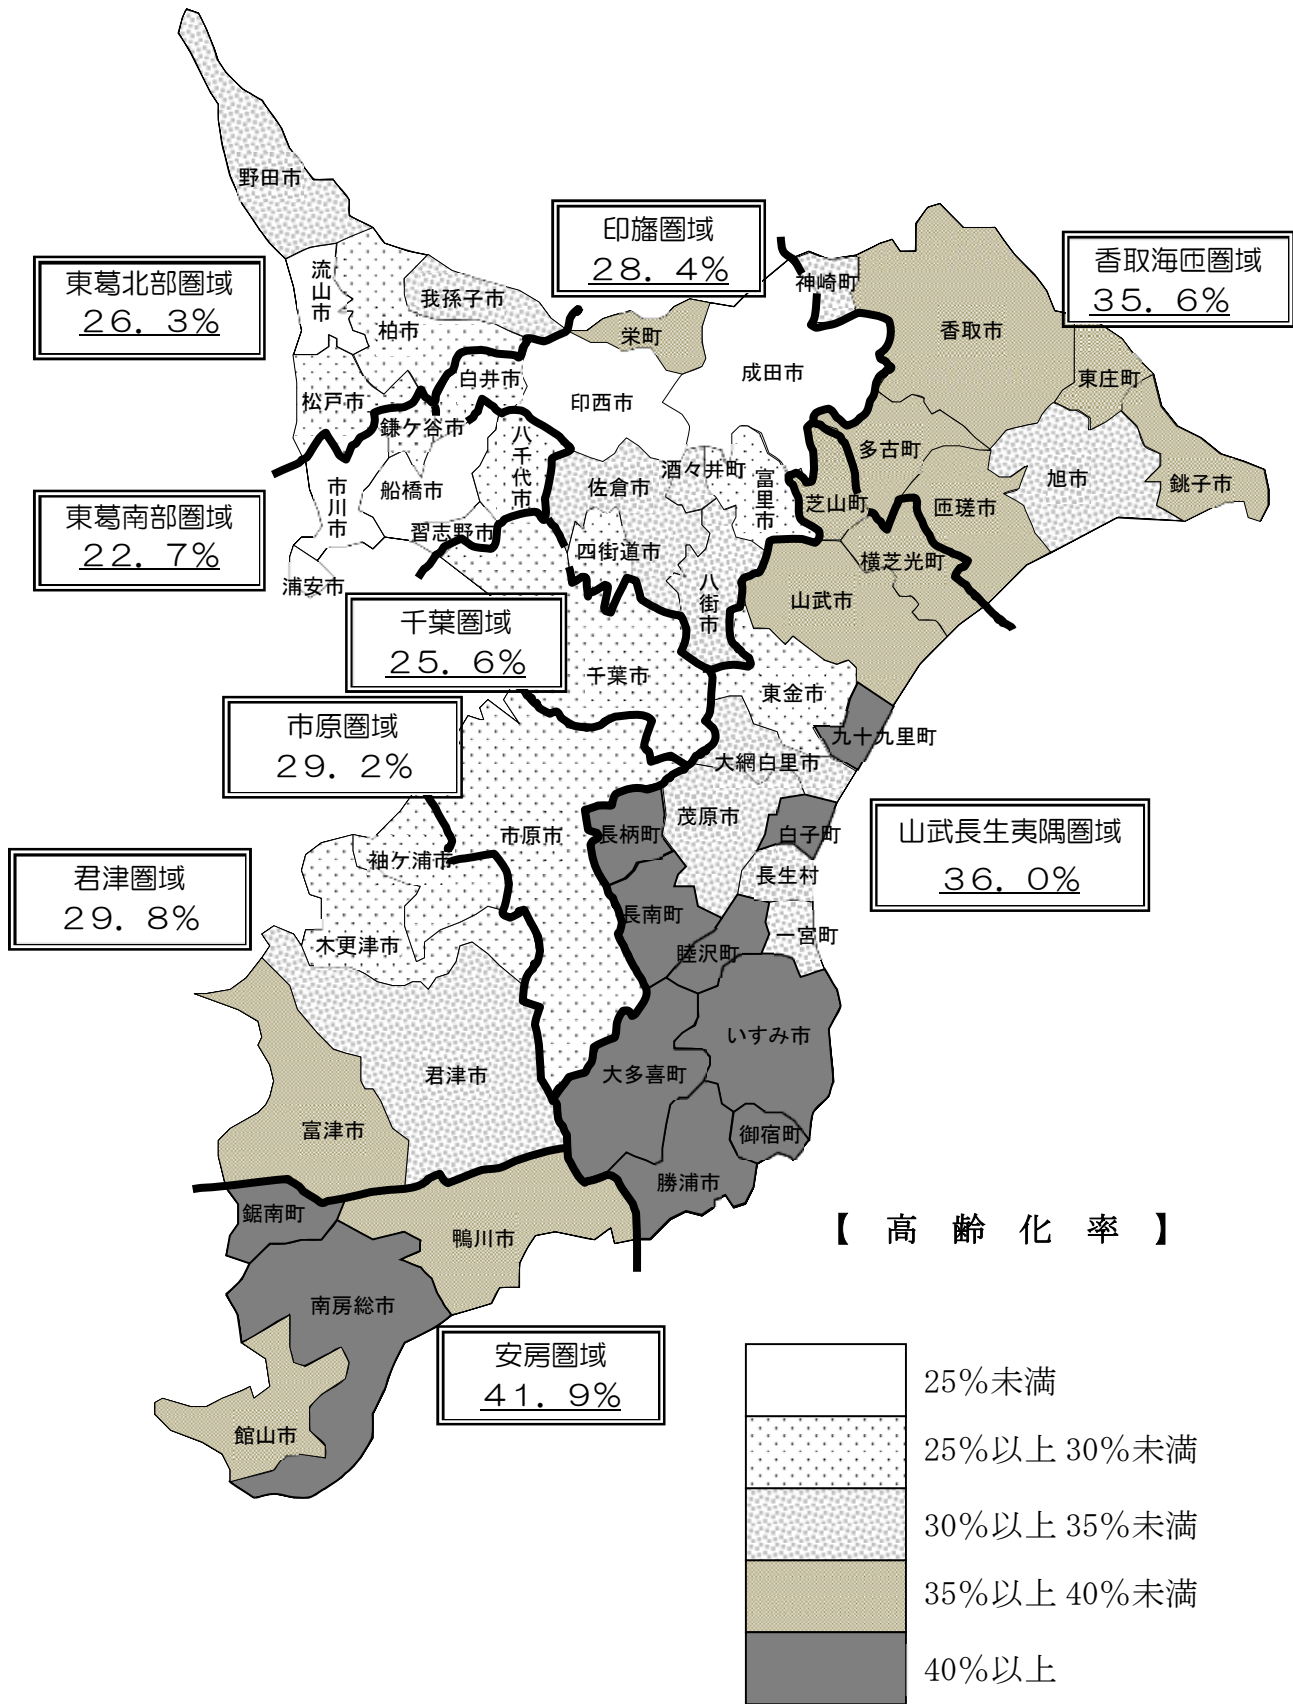 野田市
印旛圏域
28. 4%
香取海匝圏域
35. 6%
東葛北部圏域
26. 3%
流山市
我孫子市
柏市
神崎町
香取市
栄町
成田市
東庄町
白井市
印西市
松戸市
鎌ケ谷市
八千代市
多古町
旭市
銚子市
船橋市
佐倉市
酒々井町
富里市
芝山町
匝瑳市
市川市
東葛南部圏域
22. 7%
習志野市
四街道市
横芝光町
浦安市
八街市
山武市
千葉圏域
25. 6%
千葉市
東金市
市原圏域
29. 2%
九十九里町
大網白里市
茂原市
市原市
長柄町
白子町
山武長生夷隅圏域
36. 0%
袖ケ浦市
君津圏域
29. 8%
長生村
長南町
一宮町
木更津市
睦沢町
いすみ市
君津市
大多喜町
富津市
御宿町
勝浦市
鋸南町
鴨川市
【 高 齢 化 率 】
南房総市
安房圏域
41. 9%
館山市
25%未満
25%以上 30%未満
30%以上 35%未満
35%以上 40%未満
40%以上